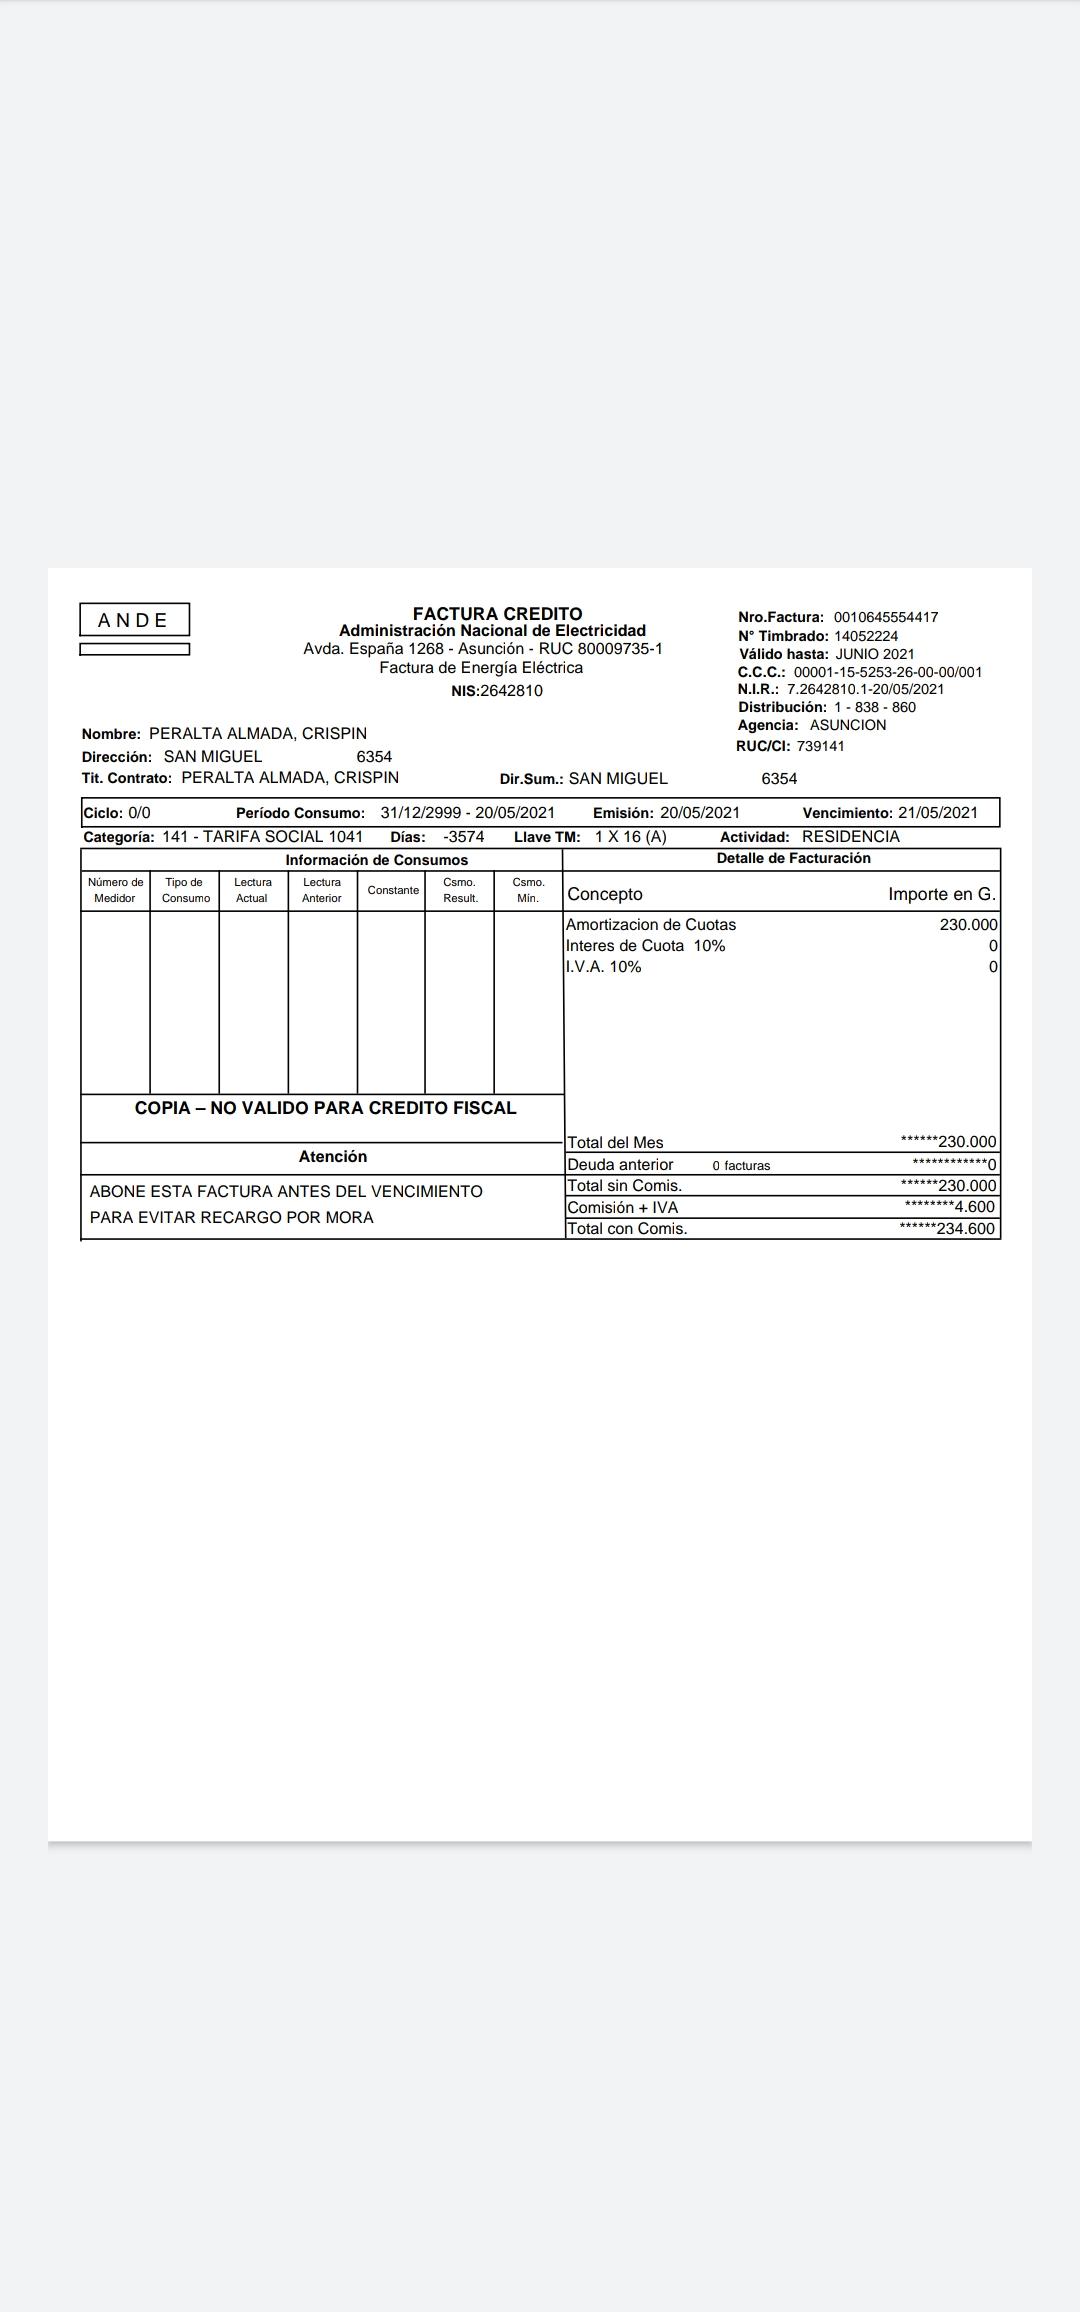 ANDE
FACTURA CREDITO
Administración Nacional de Electricidad
Avda. España 1268 - Asunción - RUC 80009735-1
Factura de Energía Eléctrica
NIS:2642810
Nro.Factura: 0010645554417
N° Timbrado: 14052224
Válido hasta: JUNIO 2021
C.C.C.: 00001-15-5253-26-00-00/001
N.I.R.: 7.2642810.1-20/05/2021
Distribución: 1 - 838 - 860
Agencia: ASUNCION
RUC/CI: 739141
Nombre: PERALTA ALMADA, CRISPIN
Dirección: SAN MIGUEL 6354
Tit. Contrato: PERALTA ALMADA, CRISPIN Dir.Sum.: SAN MIGUEL 6354
Ciclo: 0/0 Período Consumo: 31/12/2999 - 20/05/2021 Emisión: 20/05/2021 Vencimiento: 21/05/2021
Categoría: 141 - TARIFA SOCIAL 1041 Días: -3574 Llave TM: 1 X 16 (A) Actividad: RESIDENCIA
Información de Consumos Detalle de Facturación
Número de Medidor Tipo de Consumo Lectura Actual Lectura Anterior Constante Csmo. Result. Csmo. Mín. Concepto Importe en G.
Amortizacion de Cuotas 230.000
Interes de Cuota 10% 0
I.V.A. 10% 0
COPIA – NO VALIDO PARA CREDITO FISCAL
Atención
ABONE ESTA FACTURA ANTES DEL VENCIMIENTO
PARA EVITAR RECARGO POR MORA
Total del Mes ******230.000
Deuda anterior 0 facturas ************0
Total sin Comis. ******230.000
Comisión + IVA ********4.600
Total con Comis. ******234.600